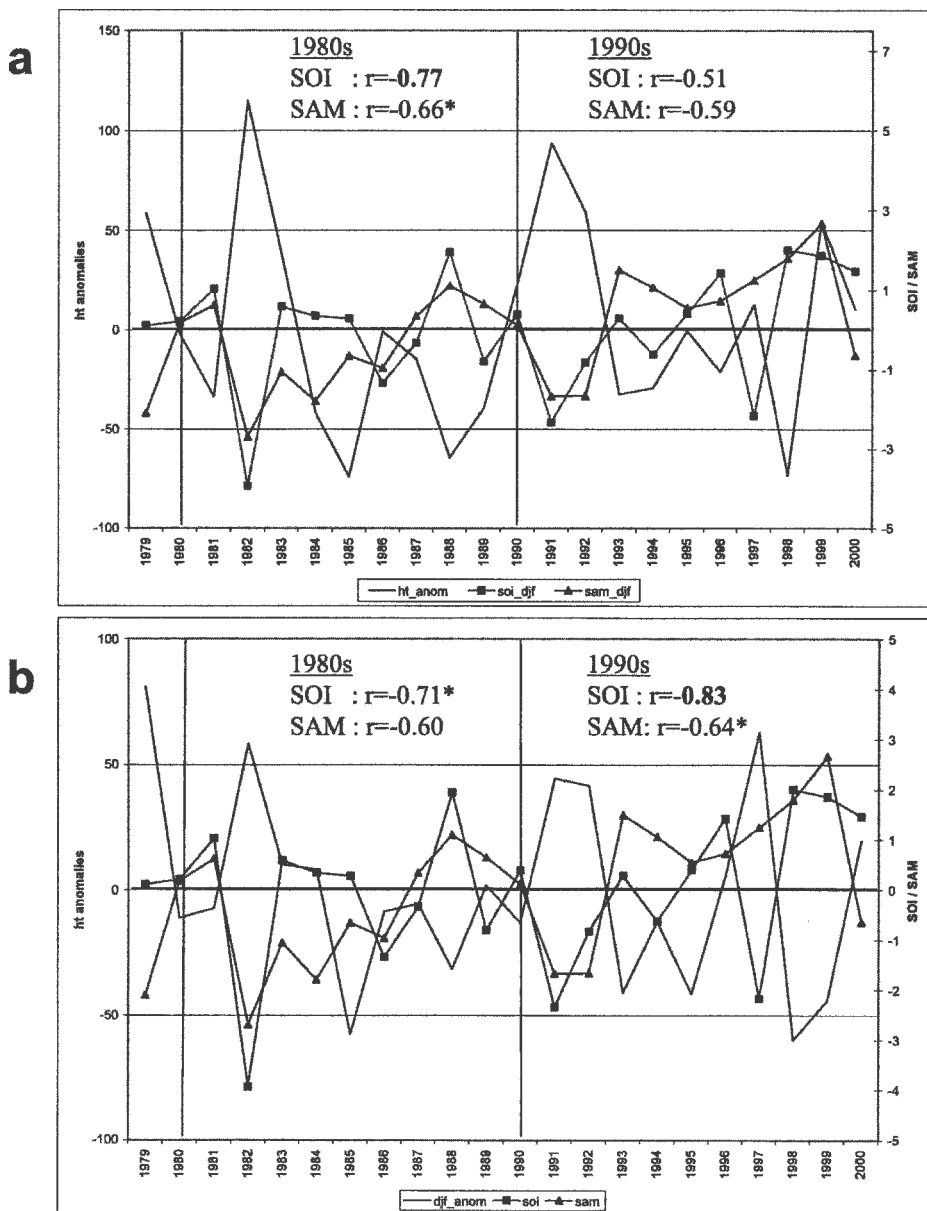 a
1980s
SOI : r=-0.77
SAM : r=-0.66*
1990s
SOI : r=-0.51
SAM: r=-0.59
150
100
50
0
-50
-100
ht anomalies
7
5
3
1
-1
-3
-5
SOI / SAM
1979 1980 1981 1982 1983 1984 1985 1986 1987 1988 1989 1990 1991 1992 1993 1994 1995 1996 1997 1998 1999 2000
ht_anom soi_djf sam_djf
b
1980s
SOI : r=-0.71*
SAM : r=-0.60
1990s
SOI : r=-0.83
SAM: r=-0.64*
100
50
0
-50
-100
ht anomalies
5
4
3
2
1
0
-1
-2
-3
-4
-5
SOI / SAM
1979 1980 1981 1982 1983 1984 1985 1986 1987 1988 1989 1990 1991 1992 1993 1994 1995 1996 1997 1998 1999 2000
djf_anom soi sam